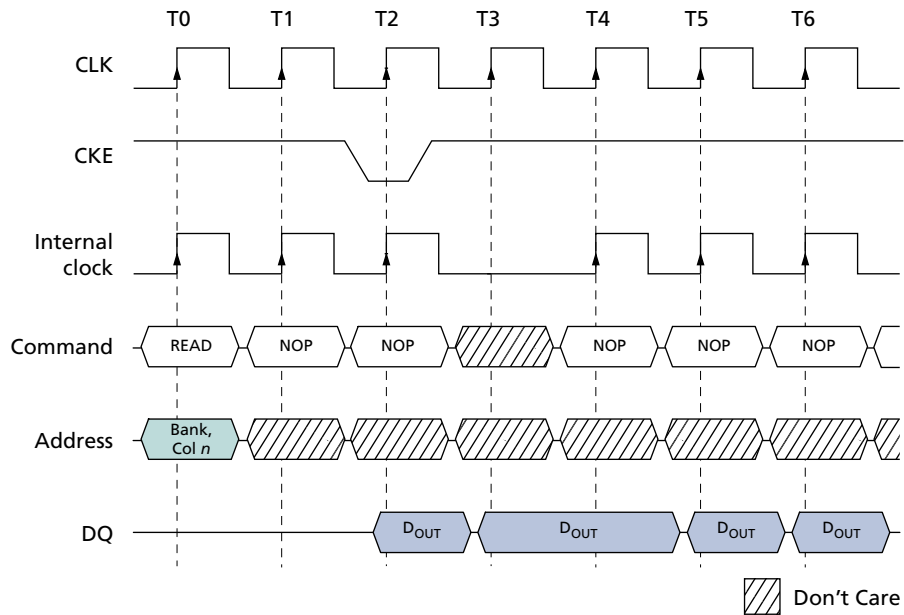 T0 T1 T2 T3 T4 T5 T6
CLK
CKE
Internal
clock
Command READ NOP NOP NOP NOP NOP
Address Bank,
Col n
DQ DOUT DOUT DOUT DOUT
Don't Care